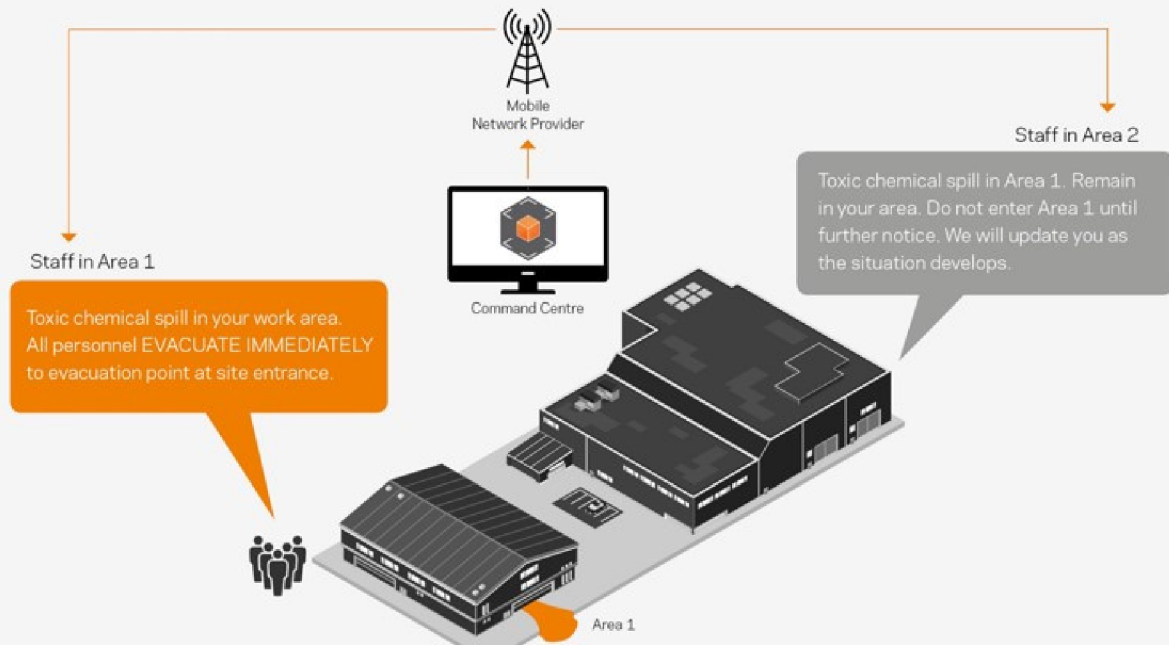 Mobile
Network Provider
Staff in Area 2
Toxic chemical spill in Area 1. Remain
in your area. Do not enter Area 1 until
further notice. We will update you as
the situation develops.
Command Centre
Staff in Area 1
Toxic chemical spill in your work area.
All personnel EVACUATE IMMEDIATELY
to evacuation point at site entrance.
Area 1